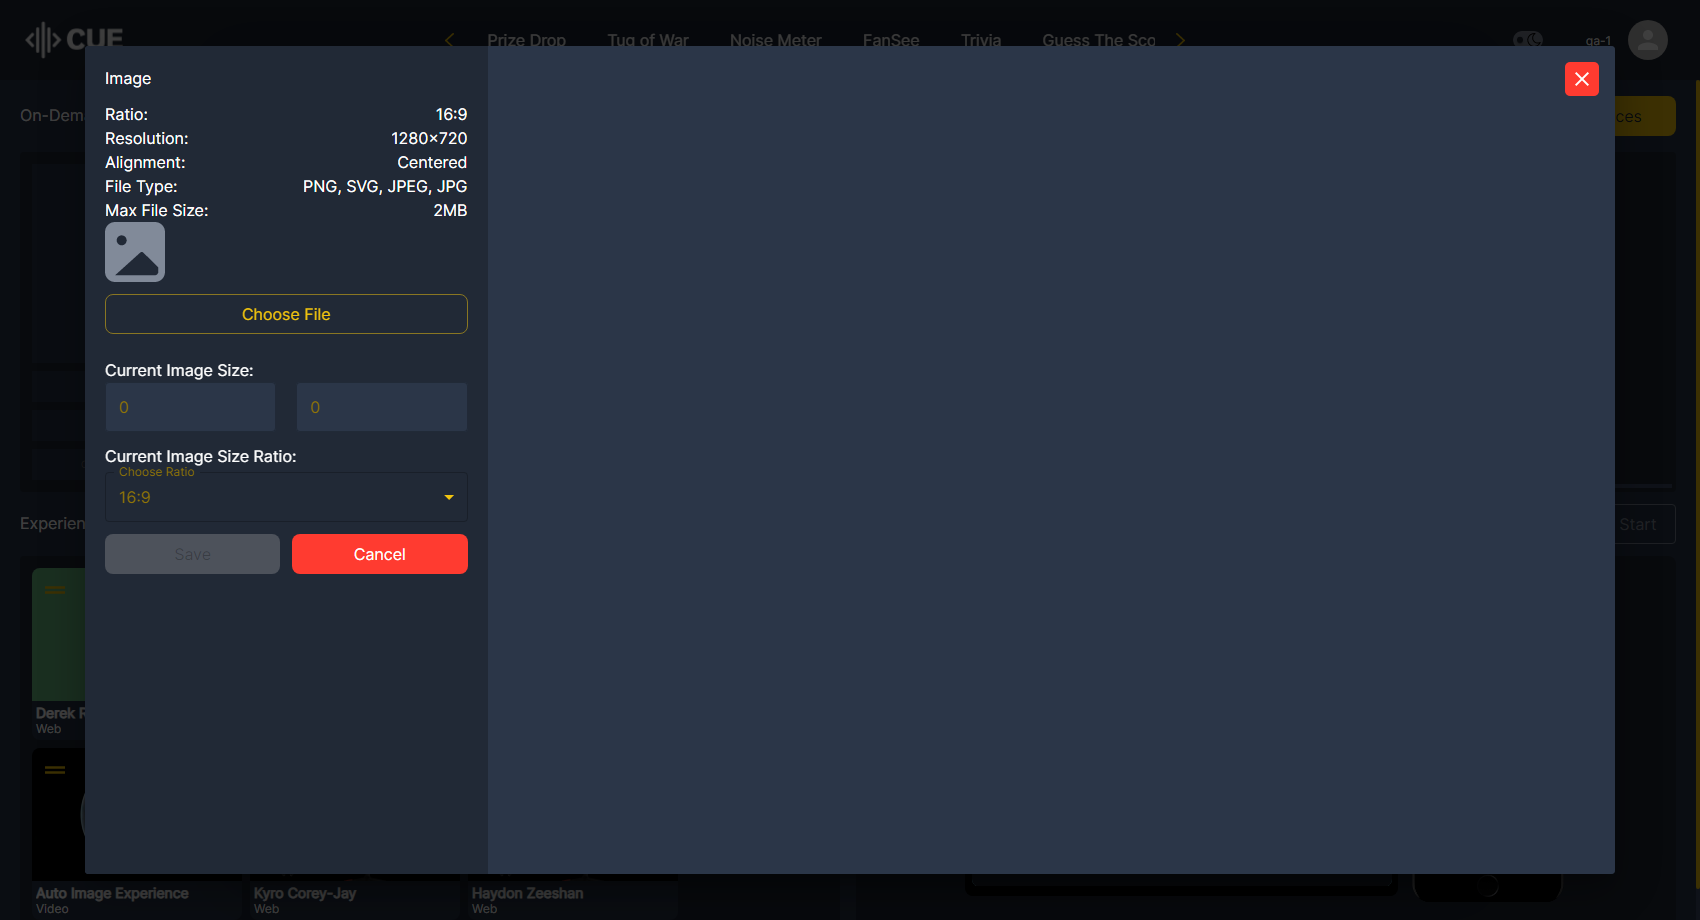 CUE
Prize Drop
Tug of War
Noise Meter
FanSee
Trivia
Guess The Sco
qa-1
On-Dema
ces
Image
Ratio: 16:9
Resolution: 1280×720
Alignment: Centered
File Type: PNG, SVG, JPEG, JPG
Max File Size: 2MB
Choose File
Current Image Size:
0 0
Current Image Size Ratio:
Choose Ratio
16:9
Save Cancel
Experien
Start
Derek R
Web
Auto Image Experience
Video
Kyro Corey-Jay
Web
Haydon Zeeshan
Web